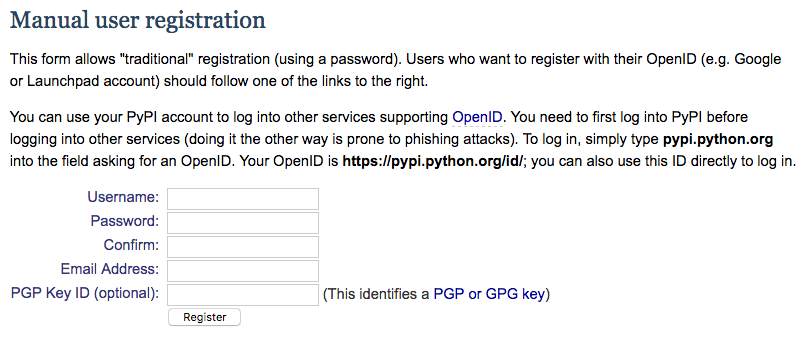 Manual user registration
This form allows "traditional" registration (using a password). Users who want to register with their OpenID (e.g. Google
or Launchpad account) should follow one of the links to the right.
You can use your PyPI account to log into other services supporting OpenID. You need to first log into PyPI before
logging into other services (doing it the other way is prone to phishing attacks). To log in, simply type pypi.python.org
into the field asking for an OpenID. Your OpenID is https://pypi.python.org/id/; you can also use this ID directly to log in.
Username:
Password:
Confirm:
Email Address:
PGP Key ID (optional): (This identifies a PGP or GPG key)
Register